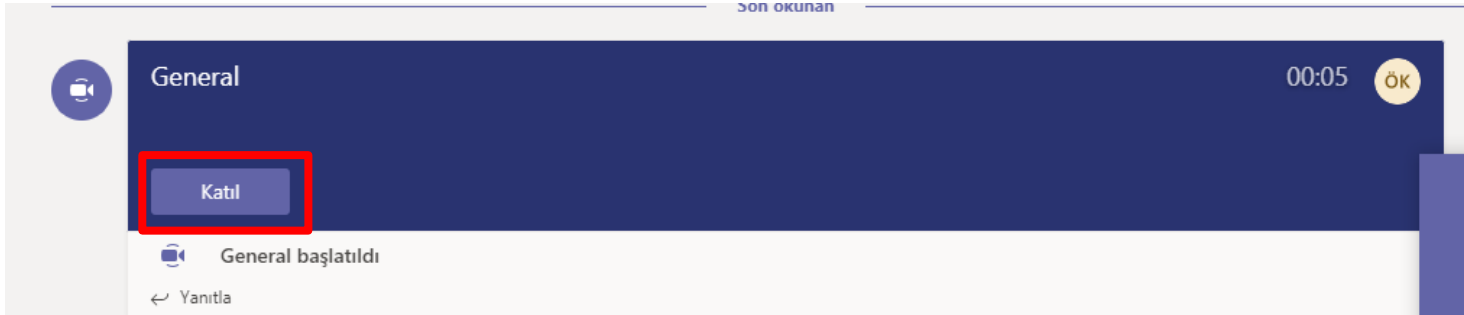 Son okunan
General
00:05 ÖK
Katıl
General başlatıldı
Yanıtla